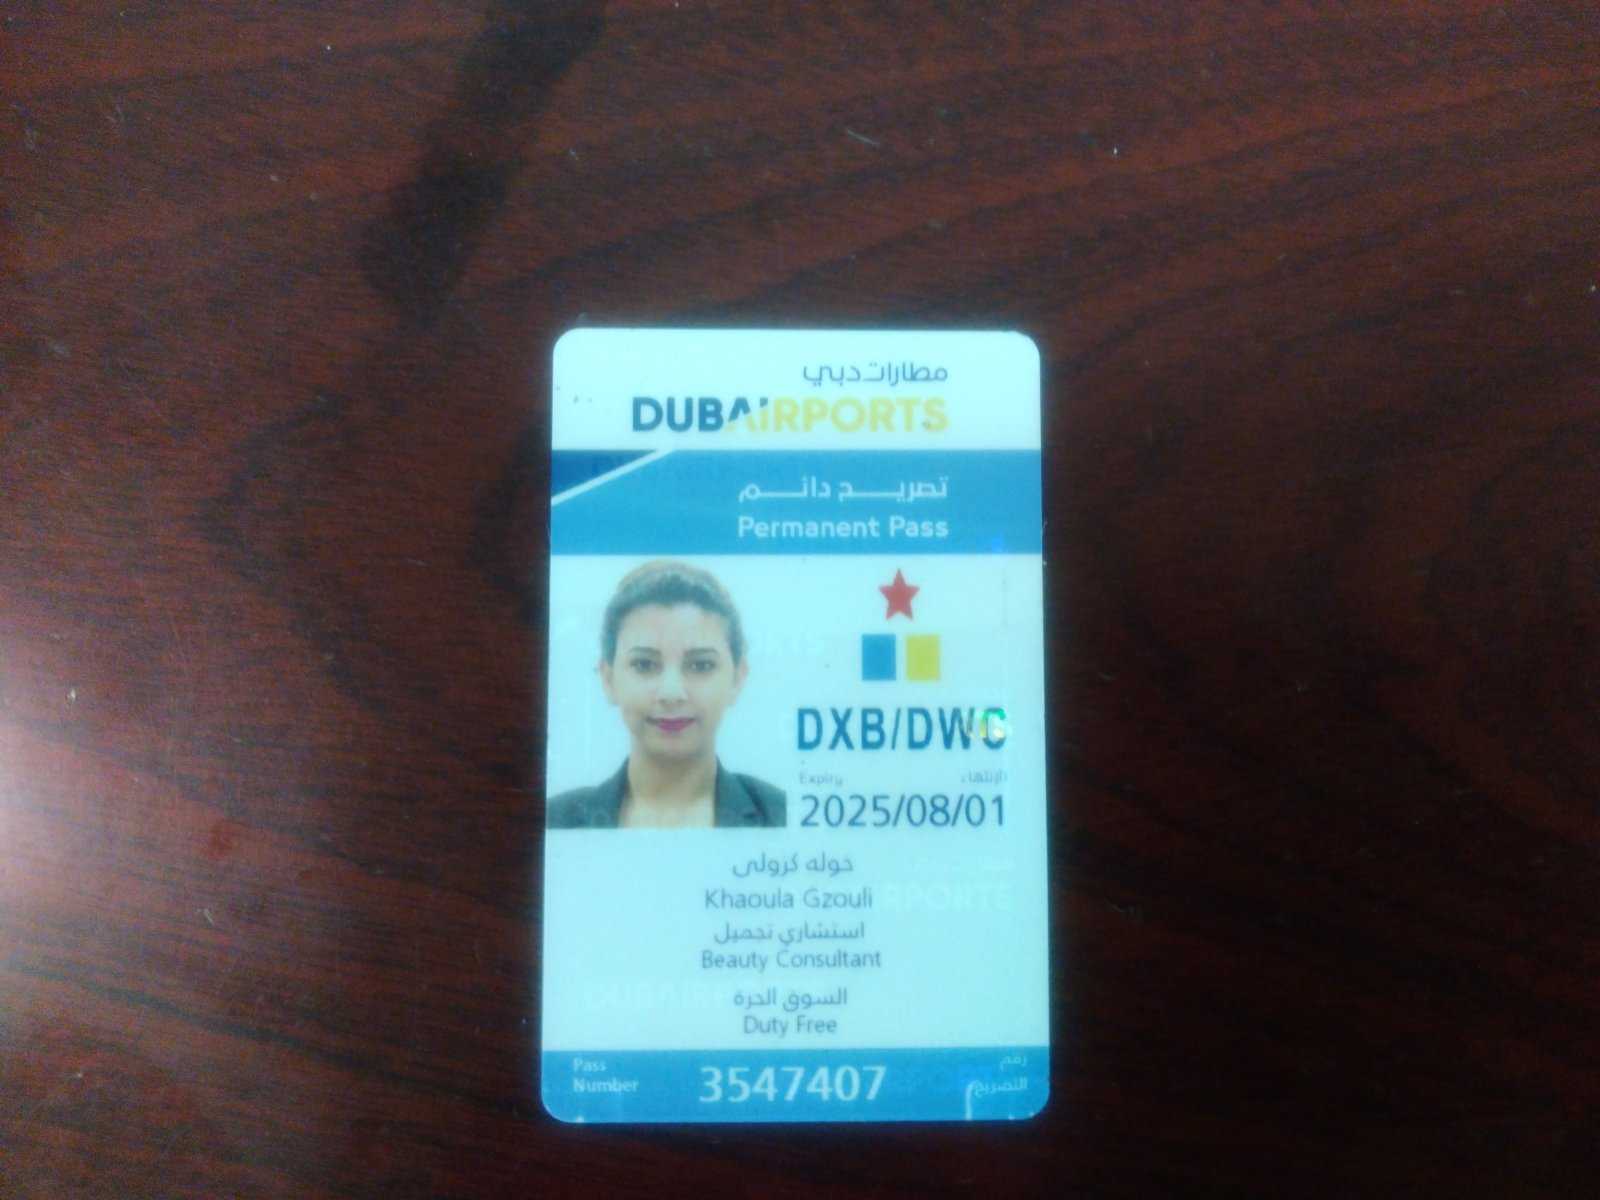 مطارات دبي
DUBAIRPORTS
تصريح دائم
Permanent Pass
DXB/DWC
Expiry الإنتهاء
2025/08/01
خوله كزولى
Khaoula Gzouli
استشاري تجميل
Beauty Consultant
السوق الحرة
Duty Free
Pass Number 3547407 رقم التصريح